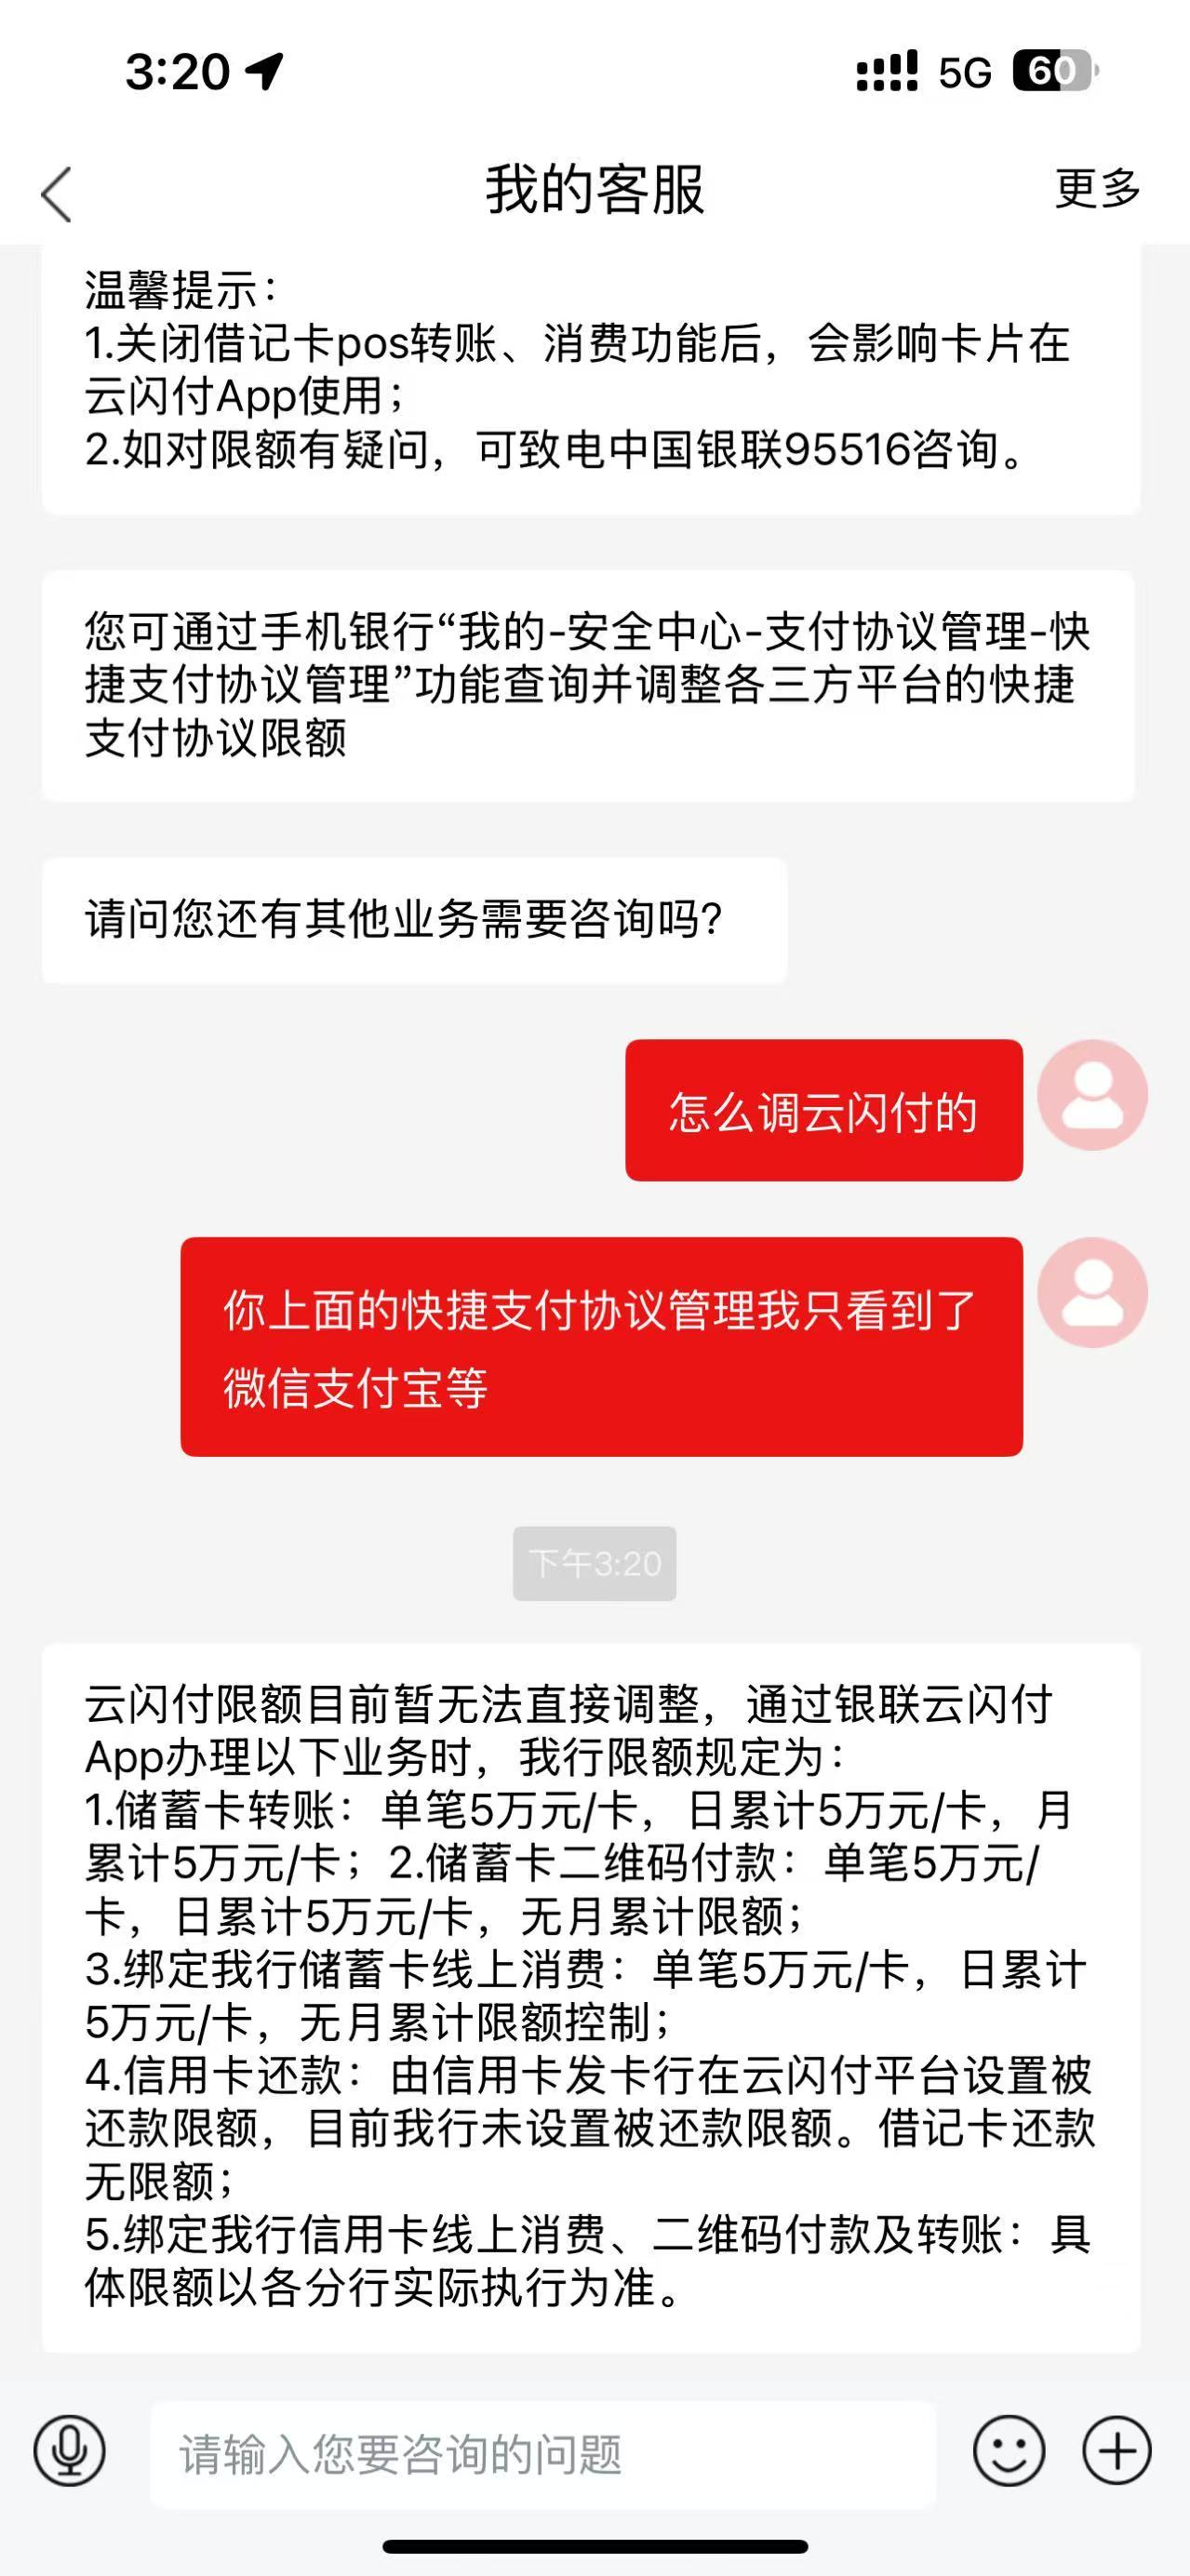 3:20
5G
60
我的客服
更多
温馨提示：
1.关闭借记卡pos转账、消费功能后，会影响卡片在
云闪付App使用；
2.如对限额有疑问，可致电中国银联95516咨询。
您可通过手机银行“我的-安全中心-支付协议管理-快
捷支付协议管理”功能查询并调整各三方平台的快捷
支付协议限额
请问您还有其他业务需要咨询吗?
怎么调云闪付的
你上面的快捷支付协议管理我只看到了
微信支付宝等
下午3:20
云闪付限额目前暂无法直接调整，通过银联云闪付
App办理以下业务时，我行限额规定为：
1.储蓄卡转账：单笔5万元/卡，日累计5万元/卡，月
累计5万元/卡；2.储蓄卡二维码付款：单笔5万元/
卡，日累计5万元/卡，无月累计限额；
3.绑定我行储蓄卡线上消费：单笔5万元/卡，日累计
5万元/卡，无月累计限额控制；
4.信用卡还款：由信用卡发卡行在云闪付平台设置被
还款限额，目前我行未设置被还款限额。借记卡还款
无限额；
5.绑定我行信用卡线上消费、二维码付款及转账：具
体限额以各分行实际执行为准。
请输入您要咨询的问题